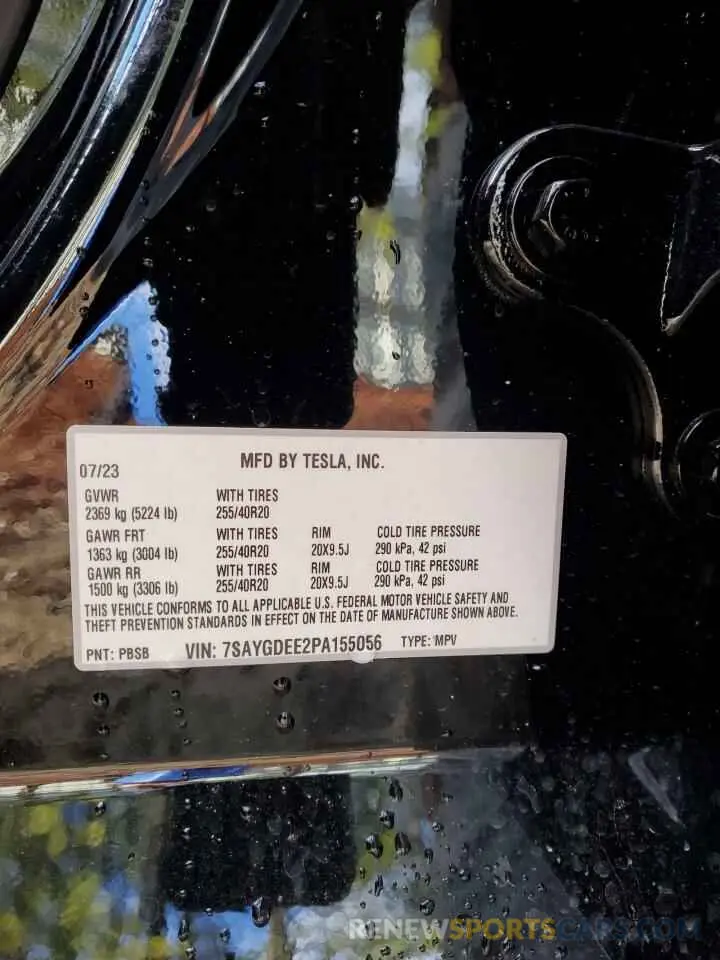 07/23 MFD BY TESLA, INC.
GVWR WITH TIRES
2369 kg (5224 lb) 255/40R20
GAWR FRT WITH TIRES RIM COLD TIRE PRESSURE
1363 kg (3004 lb) 255/40R20 20X9.5J 290 kPa, 42 psi
GAWR RR WITH TIRES RIM COLD TIRE PRESSURE
1500 kg (3306 lb) 255/40R20 20X9.5J 290 kPa, 42 psi
THIS VEHICLE CONFORMS TO ALL APPLICABLE U.S. FEDERAL MOTOR VEHICLE SAFETY AND
THEFT PREVENTION STANDARDS IN EFFECT ON THE DATE OF MANUFACTURE SHOWN ABOVE.
PNT: PBSB VIN: 7SAYGDEE2PA155056 TYPE: MPV
RENEWSPORTSCARS.COM